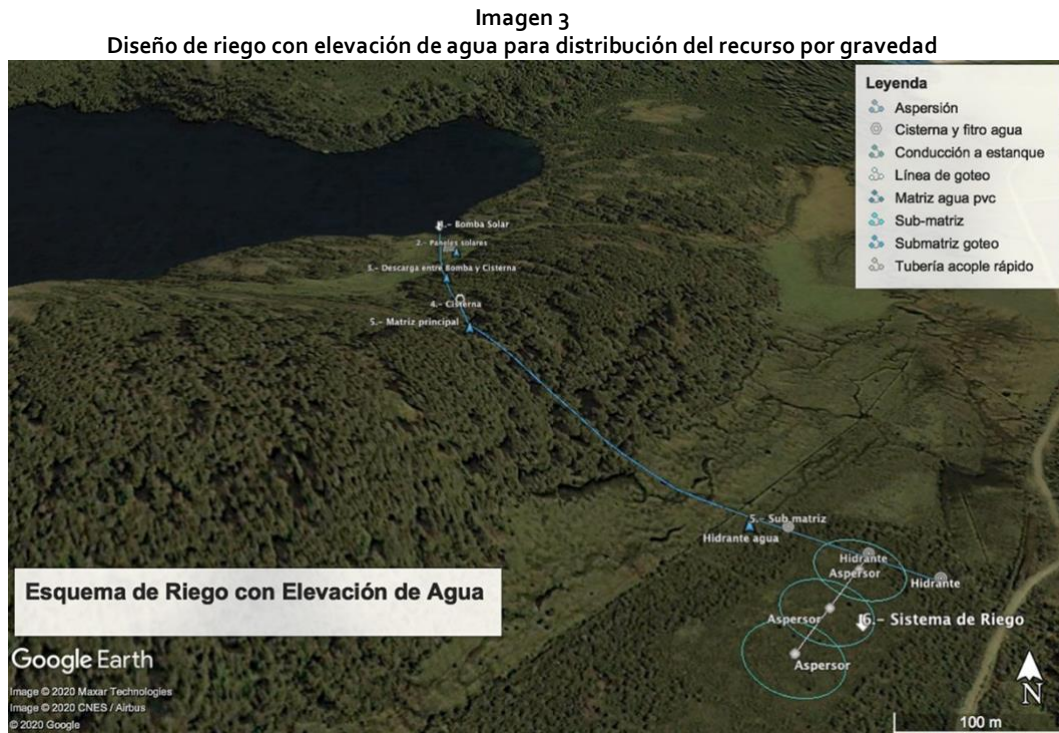 Imagen 3
Diseño de riego con elevación de agua para distribución del recurso por gravedad
Leyenda
Aspersión
Cisterna y fitro agua
Conducción a estanque
Línea de goteo
Matriz agua pvc
Sub-matriz
Submatriz goteo
Tubería acople rápido
1.- Bomba Solar
2.- Paneles solares
3.- Descarga entre Bomba y Cisterna
4.- Cisterna
5.- Matriz principal
5.- Sub matriz
Hidrante agua
Hidrante
Aspersor
Hidrante
Aspersor
6.- Sistema de Riego
Aspersor
Esquema de Riego con Elevación de Agua
Google Earth
Image © 2020 Maxar Technologies
Image © 2020 CNES / Airbus
© 2020 Google
N
100 m